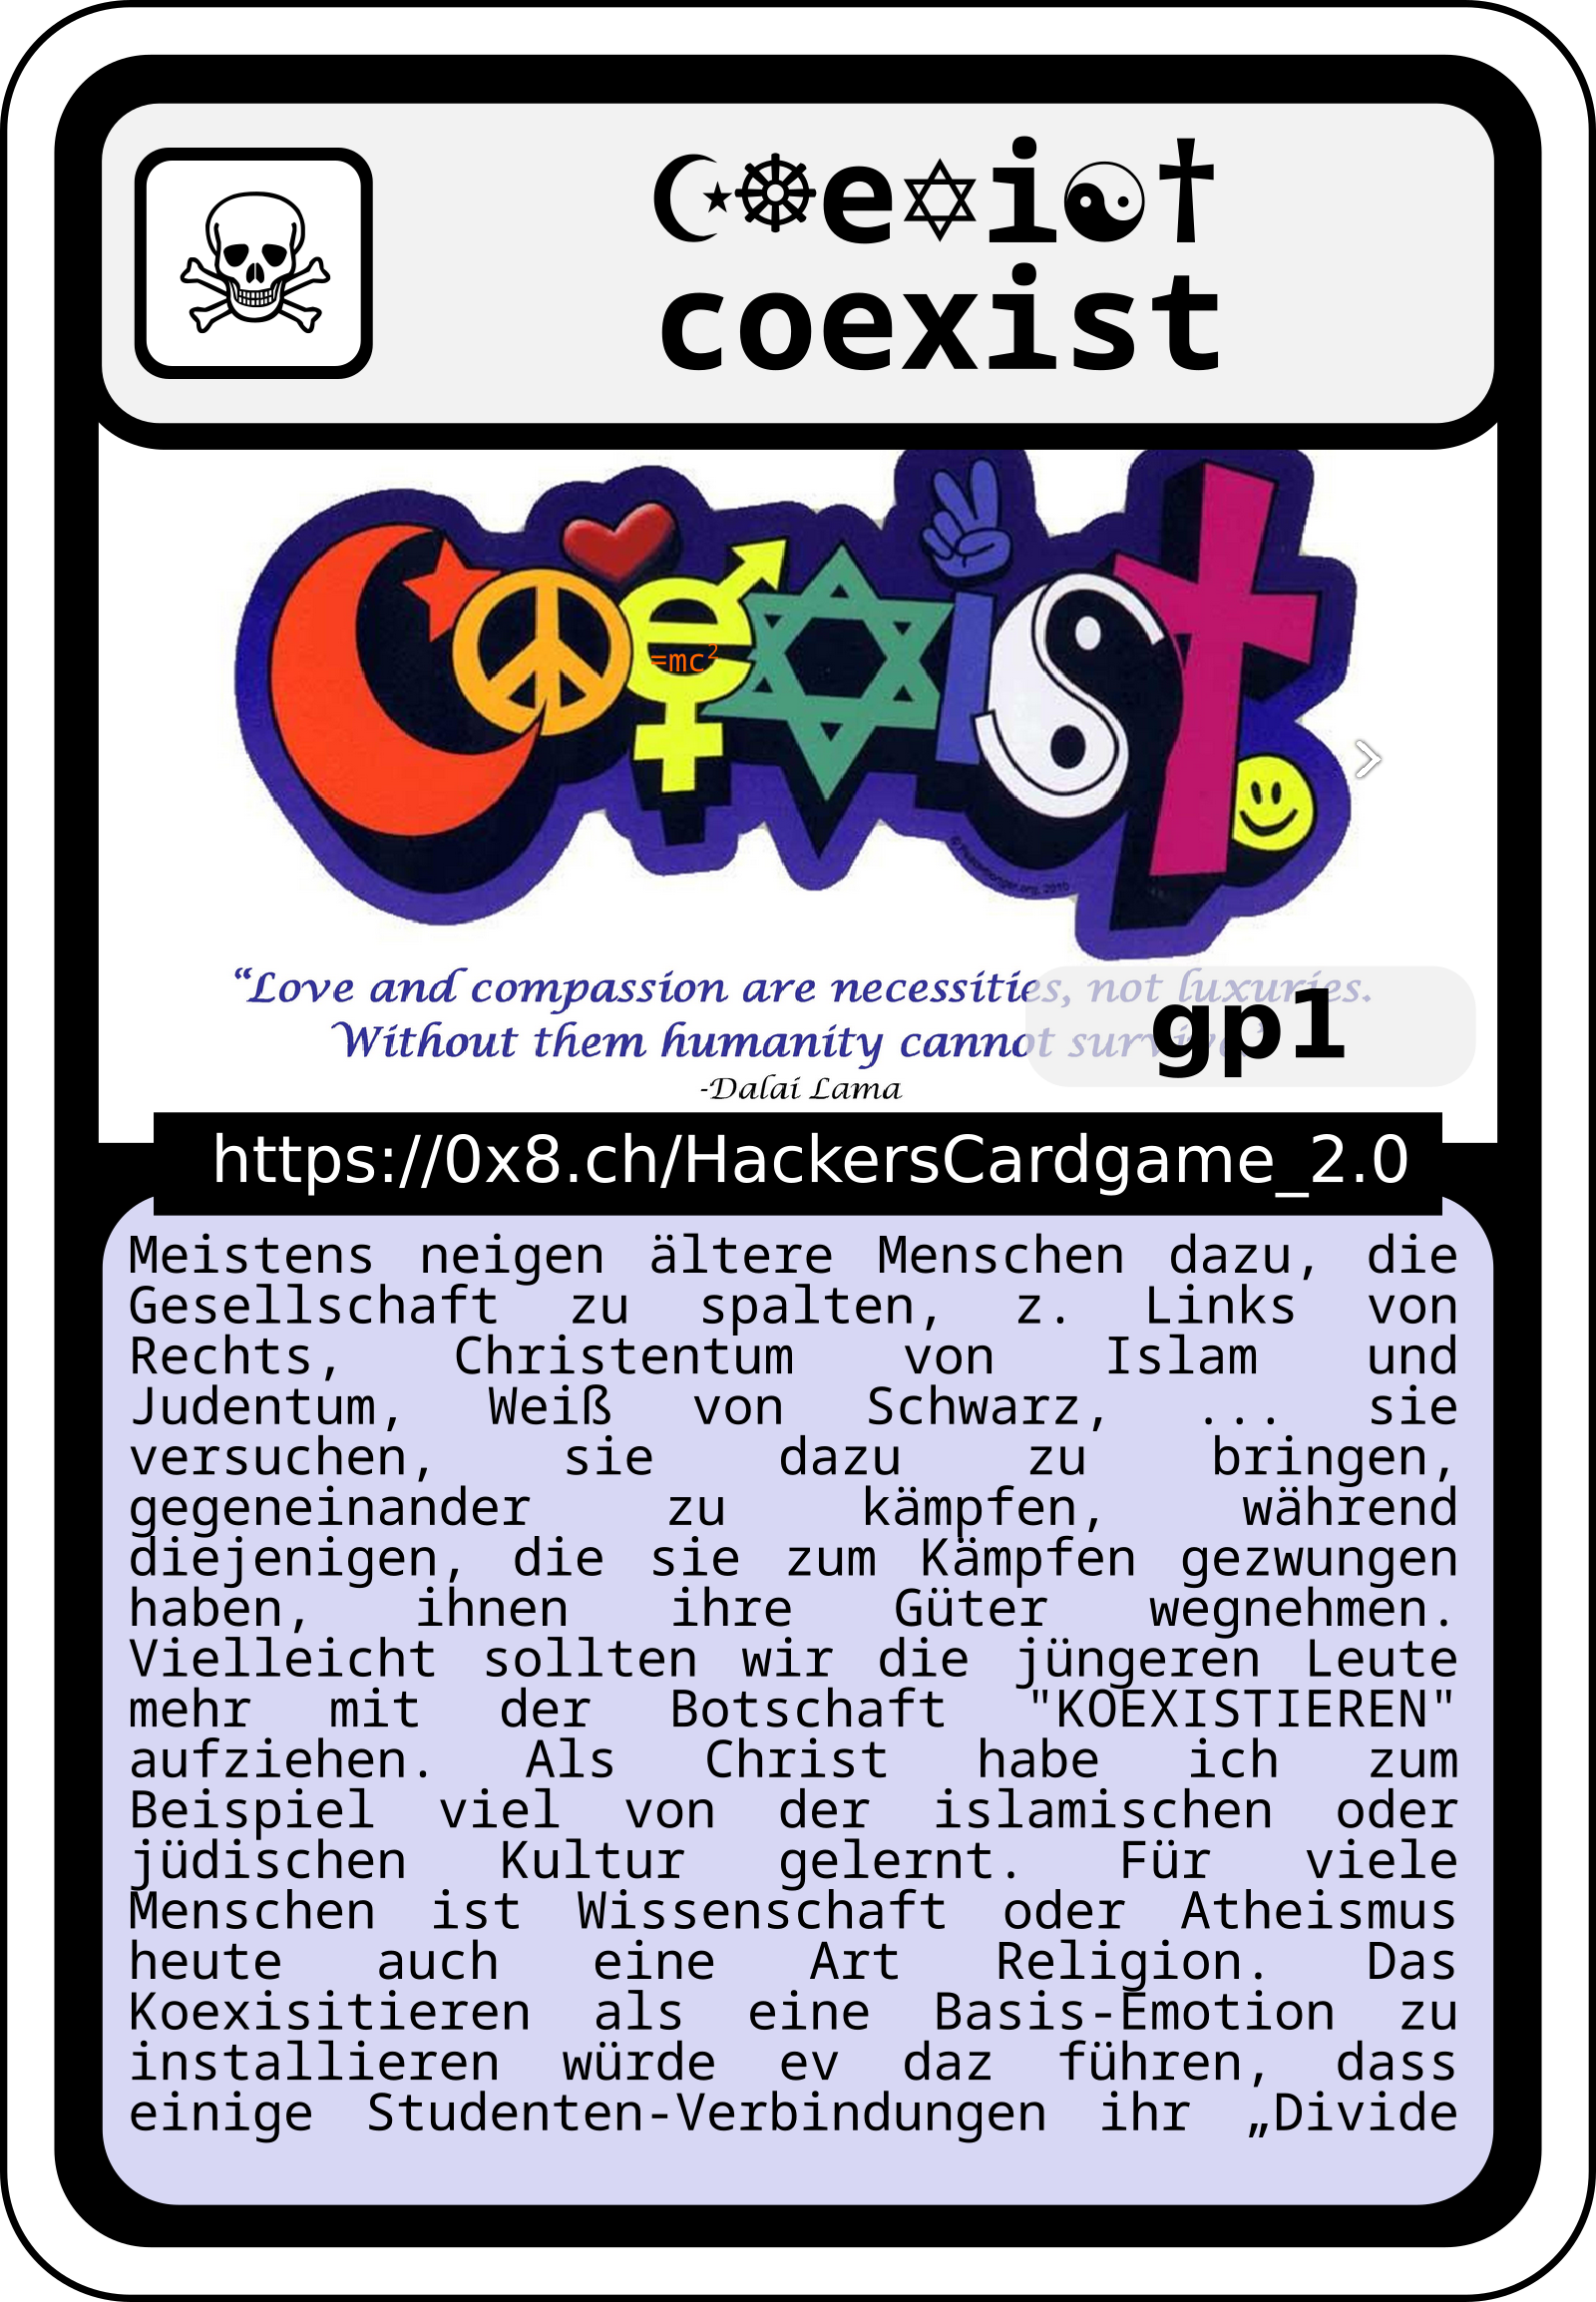 ☪☸e✡i☯†
coexist
Coexist
=mc²
© Peacemonger.org, 2010
“Love and compassion are necessities, not luxuries.
Without them humanity cannot survive”
-Dalai Lama
gp1
https://0x8.ch/HackersCardgame_2.0
Meistens neigen ältere Menschen dazu, die
Gesellschaft zu spalten, z. Links von
Rechts, Christentum von Islam und
Judentum, Weiß von Schwarz, ... sie
versuchen, sie dazu zu bringen,
gegeneinander zu kämpfen, während
diejenigen, die sie zum Kämpfen gezwungen
haben, ihnen ihre Güter wegnehmen.
Vielleicht sollten wir die jüngeren Leute
mehr mit der Botschaft "KOEXISTIEREN"
aufziehen. Als Christ habe ich zum
Beispiel viel von der islamischen oder
jüdischen Kultur gelernt. Für viele
Menschen ist Wissenschaft oder Atheismus
heute auch eine Art Religion. Das
Koexisitieren als eine Basis-Emotion zu
installieren würde ev daz führen, dass
einige Studenten-Verbindungen ihr „Divide